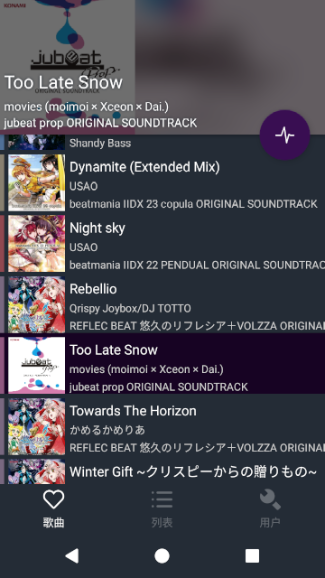 KONAMI
jubeat
prop
ORIGINAL SOUNDTRACK
Too Late Snow
movies (moimoi × Xceon × Dai.)
jubeat prop ORIGINAL SOUNDTRACK
Shandy Bass
Dynamite (Extended Mix)
USAO
beatmania IIDX 23 copula ORIGINAL SOUNDTRACK
Night sky
USAO
beatmania IIDX 22 PENDUAL ORIGINAL SOUNDTRAC
Rebellio
Qrispy Joybox/DJ TOTTO
REFLEC BEAT 悠久のリフレシア＋VOLZZA ORIGINA
Too Late Snow
movies (moimoi × Xceon × Dai.)
jubeat prop ORIGINAL SOUNDTRACK
Towards The Horizon
かめるかめりあ
REFLEC BEAT 悠久のリフレシア＋VOLZZA ORIGINA
Winter Gift ~クリスピーからの贈りもの~
歌曲
列表
用户